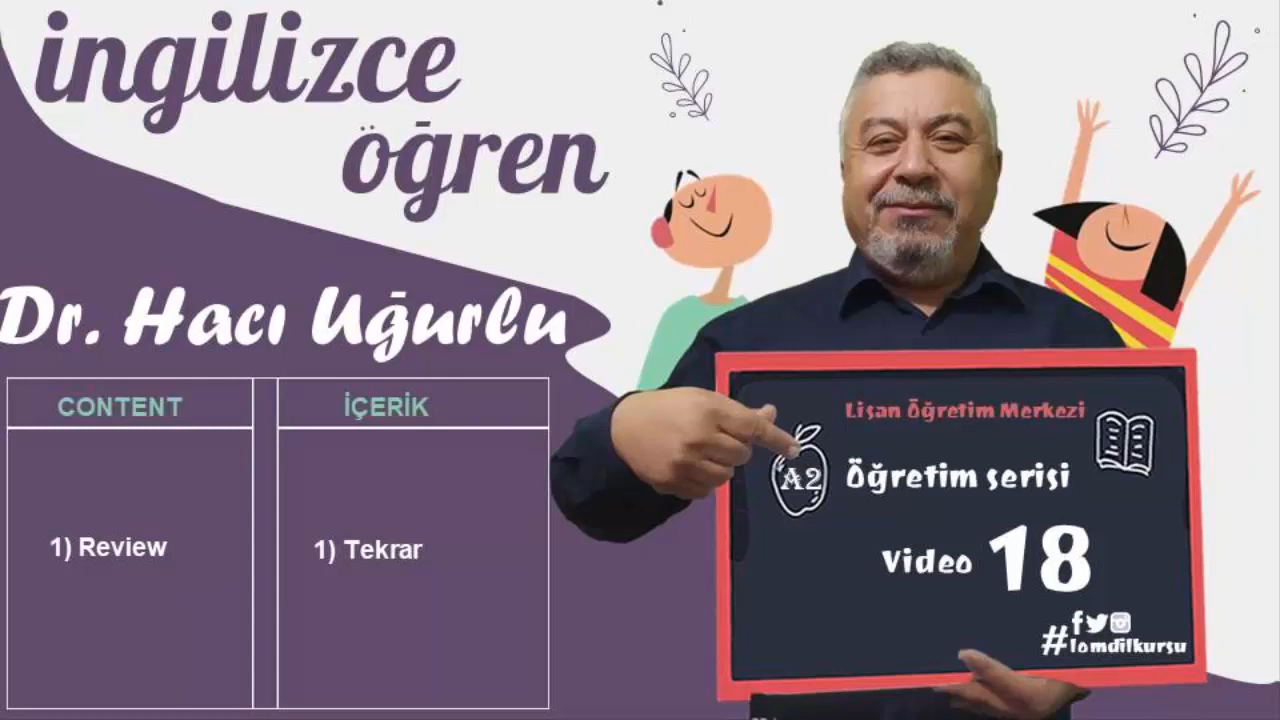 ingilizce
öğren
Dr. Hacı Uğurlu
CONTENT
İÇERİK
1) Review
1) Tekrar
Lisan Öğretim Merkezi
A2
Öğretim serisi
Video 18
#lomdilkursu